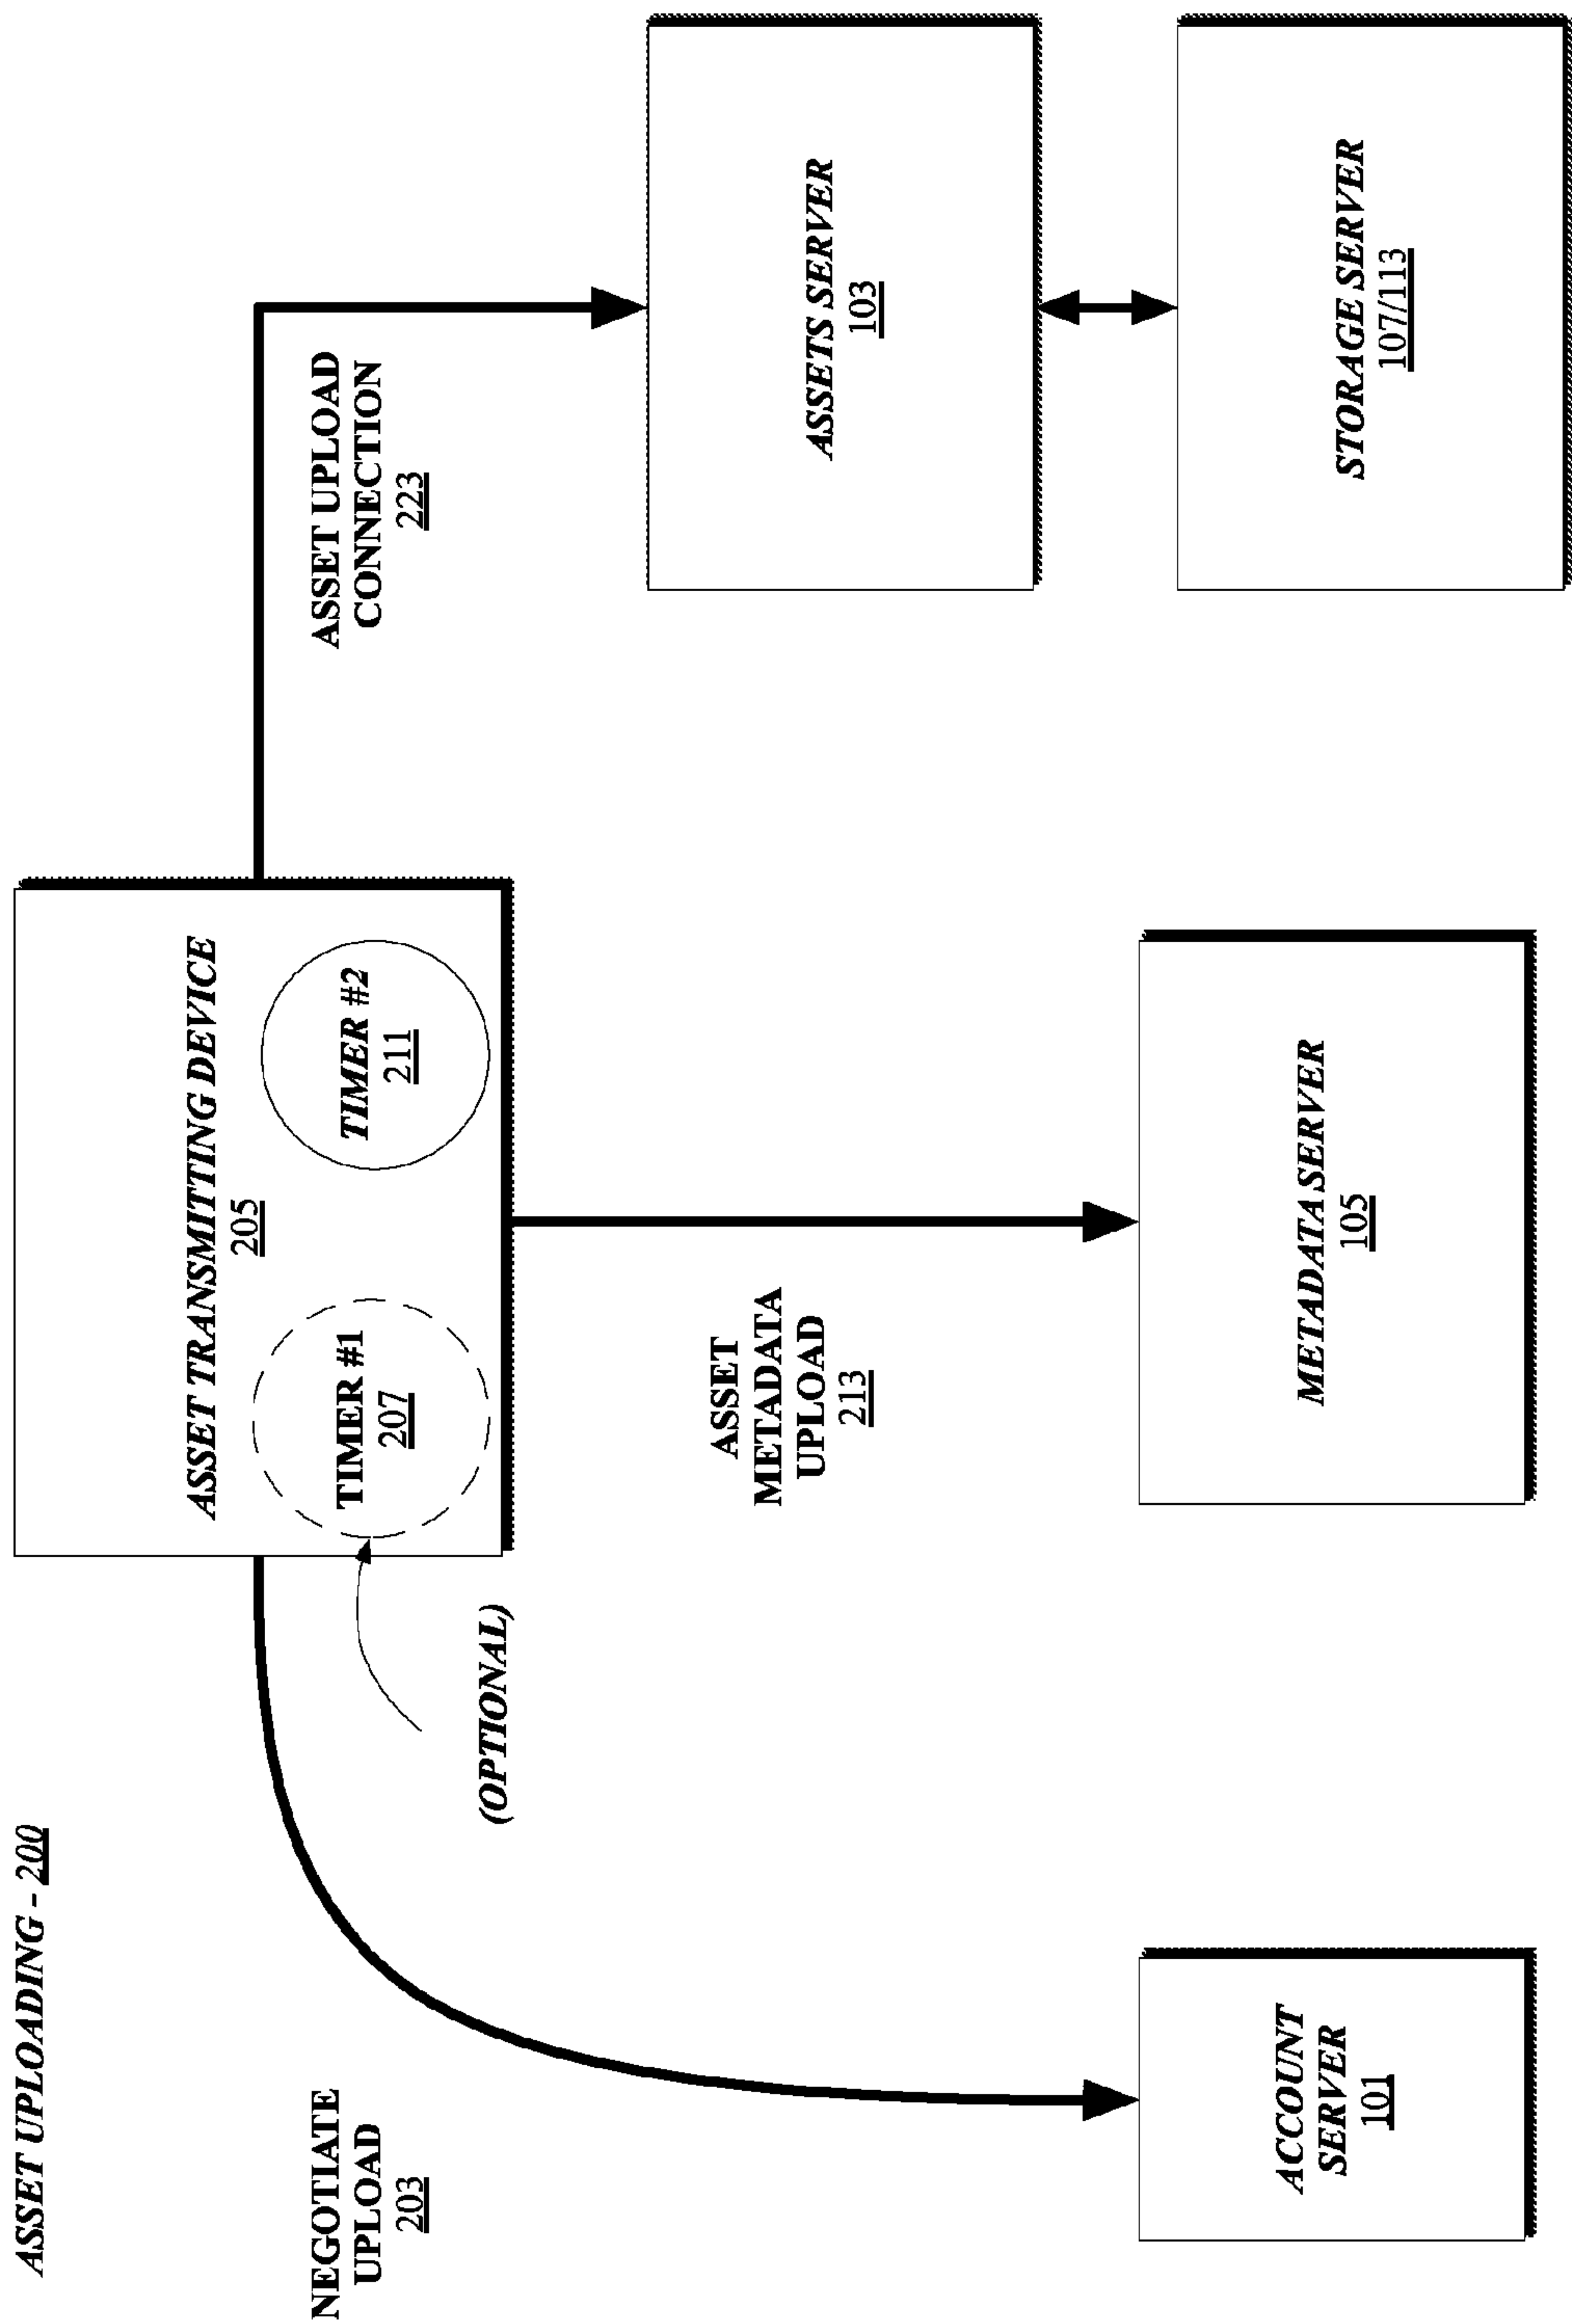 ASSET UPLOADING - 200
NEGOTIATE
UPLOAD
203
ASSET TRANSMITTING DEVICE
205
TIMER #1
207
TIMER #2
211
(OPTIONAL)
ASSET UPLOAD
CONNECTION
223
ASSET
METADATA
UPLOAD
213
ACCOUNT
SERVER
101
METADATA SERVER
105
ASSETS SERVER
103
STORAGE SERVER
107/113